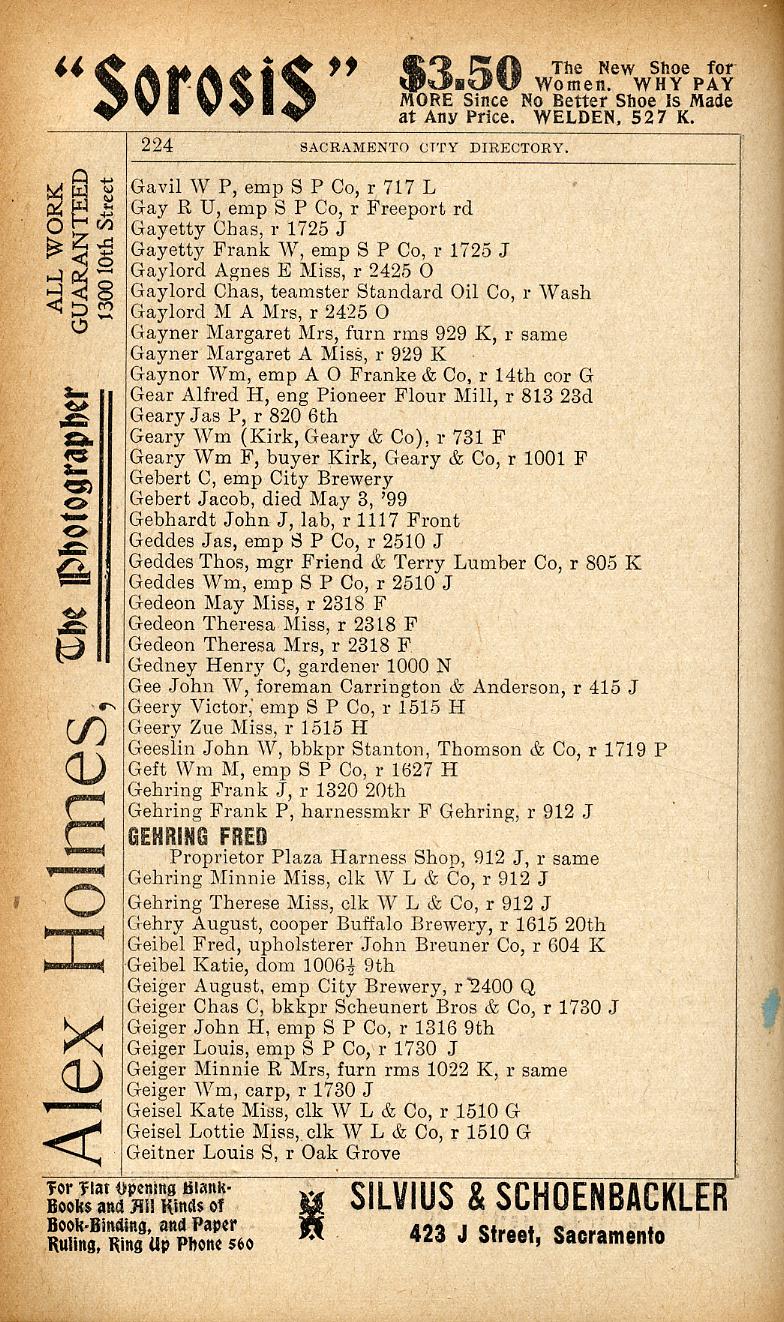 "SorosiS"
$3.50 The New Shoe for
Women. WHY PAY
MORE Since No Better Shoe Is Made
at Any Price. WELDEN, 527 K.
224 SACRAMENTO CITY DIRECTORY.
Gavil W P, emp S P Co, r 717 L
Gay R U, emp S P Co, r Freeport rd
Gayetty Chas, r 1725 J
Gayetty Frank W, emp S P Co, r 1725 J
Gaylord Agnes E Miss, r 2425 O
Gaylord Chas, teamster Standard Oil Co, r Wash
Gaylord M A Mrs, r 2425 O
Gayner Margaret Mrs, furn rms 929 K, r same
Gayner Margaret A Miss, r 929 K
Gaynor Wm, emp A O Franke & Co, r 14th cor G
Gear Alfred H, eng Pioneer Flour Mill, r 813 23d
Geary Jas P, r 820 6th
Geary Wm (Kirk, Geary & Co), r 731 F
Geary Wm F, buyer Kirk, Geary & Co, r 1001 F
Gebert C, emp City Brewery
Gebert Jacob, died May 3, '99
Gebhardt John J, lab, r 1117 Front
Geddes Jas, emp S P Co, r 2510 J
Geddes Thos, mgr Friend & Terry Lumber Co, r 805 K
Geddes Wm, emp S P Co, r 2510 J
Gedeon May Miss, r 2318 F
Gedeon Theresa Miss, r 2318 F
Gedeon Theresa Mrs, r 2318 F
Gedney Henry C, gardener 1000 N
Gee John W, foreman Carrington & Anderson, r 415 J
Geery Victor, emp S P Co, r 1515 H
Geery Zue Miss, r 1515 H
Geeslin John W, bbkpr Stanton, Thomson & Co, r 1719 P
Geft Wm M, emp S P Co, r 1627 H
Gehring Frank J, r 1320 20th
Gehring Frank P, harnessmkr F Gehring, r 912 J
GEHRING FRED
Proprietor Plaza Harness Shop, 912 J, r same
Gehring Minnie Miss, clk W L & Co, r 912 J
Gehring Therese Miss, clk W L & Co, r 912 J
Gehry August, cooper Buffalo Brewery, r 1615 20th
Geibel Fred, upholsterer John Breuner Co, r 604 K
Geibel Katie, dom 1006½ 9th
Geiger August, emp City Brewery, r 2400 Q
Geiger Chas C, bkkpr Scheunert Bros & Co, r 1730 J
Geiger John H, emp S P Co, r 1316 9th
Geiger Louis, emp S P Co, r 1730 J
Geiger Minnie R Mrs, furn rms 1022 K, r same
Geiger Wm, carp, r 1730 J
Geisel Kate Miss, clk W L & Co, r 1510 G
Geisel Lottie Miss, clk W L & Co, r 1510 G
Geitner Louis S, r Oak Grove
Alex Holmes, The Photographer
ALL WORK
GUARANTEED
1300 10th Street
For Flat Opening Blank-
Books and All Kinds of
Book-Binding, and Paper
Ruling, Ring Up Phone 560
SILVIUS & SCHOENBACKLER
423 J Street, Sacramento